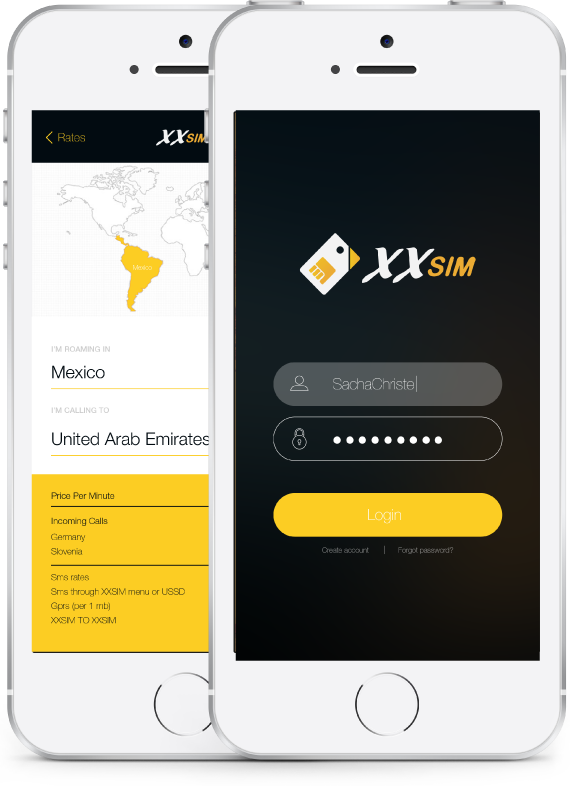 Rates
XXSIM
Mexico
I'M ROAMING IN
Mexico
I'M CALLING TO
United Arab Emirates
Price Per Minute
Incoming Calls
Germany
Slovenia
Sms rates
Sms through XXSIM menu or USSD
Gprs (per 1 mb)
XXSIM TO XXSIM
XXSIM
SachaChriste
Login
Create account | Forgot password?